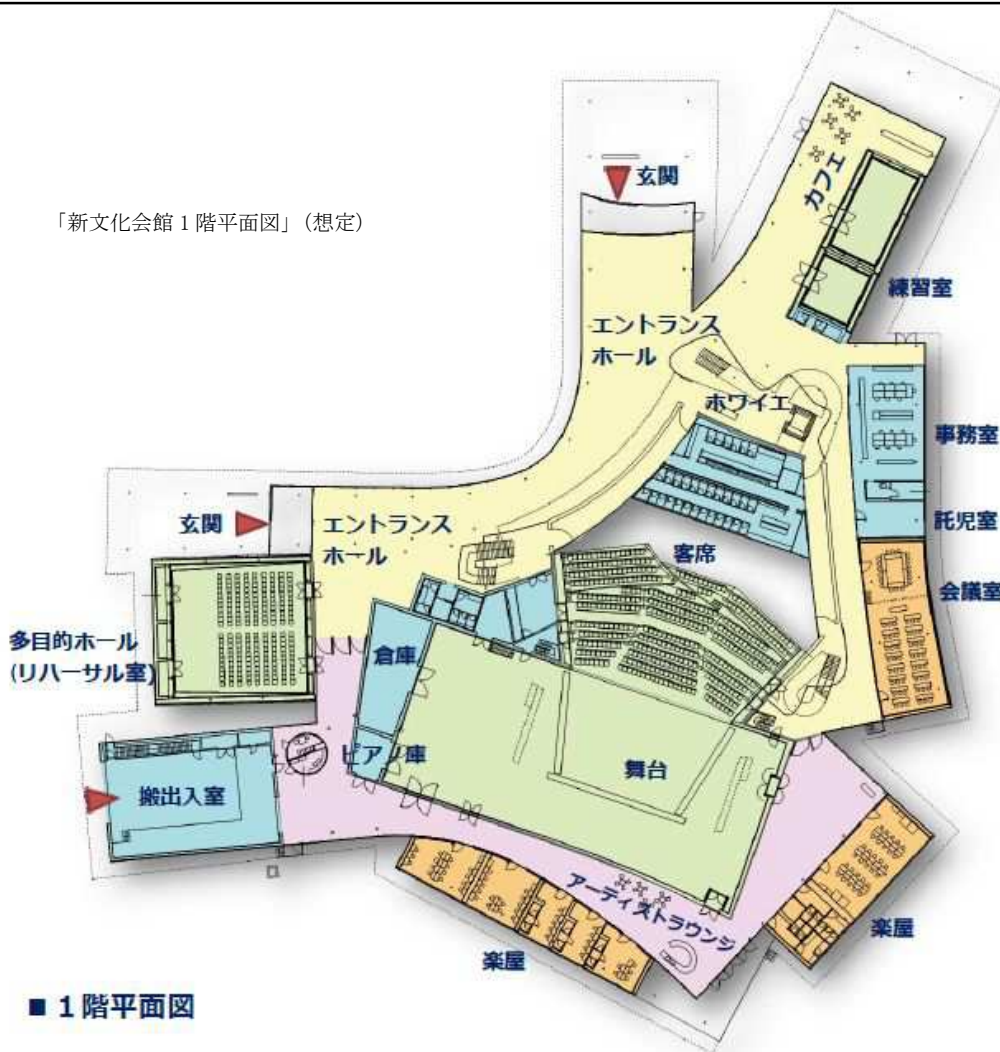 玄関
カフェ
「新文化会館１階平面図」（想定）
練習室
エントランス
ホール
ホワイエ
事務室
玄関
エントランス
ホール
託児室
客席
会議室
多目的ホール
(リハーサル室)
倉庫
ピアノ庫
舞台
搬出入室
アーティストラウンジ
楽屋
楽屋
■ １階平面図